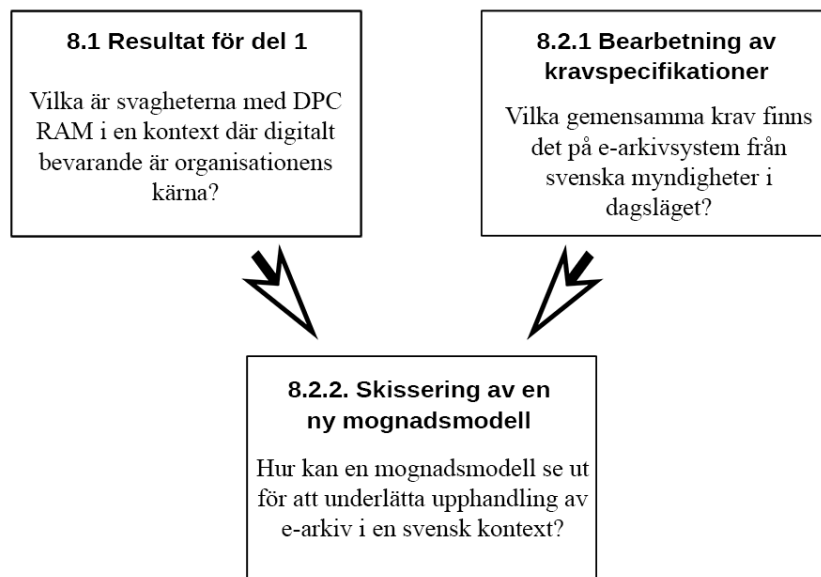 8.1 Resultat för del 1
Vilka är svagheterna med DPC
RAM i en kontext där digitalt
bevarande är organisationens
kärna?
8.2.1 Bearbetning av
kravspecifikationer
Vilka gemensamma krav finns
det på e-arkivsystem från
svenska myndigheter i
dagsläget?
8.2.2. Skissering av en
ny mognadsmodell
Hur kan en mognadsmodell se ut
för att underlätta upphandling av
e-arkiv i en svensk kontext?